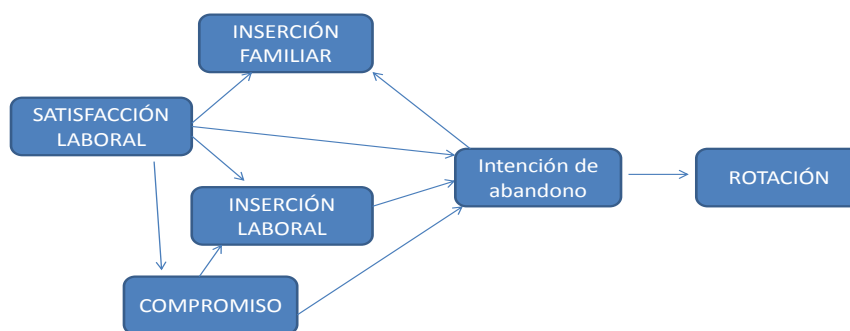 INSERCIÓN
FAMILIAR
SATISFACCIÓN
LABORAL
Intención de
abandono
ROTACIÓN
INSERCIÓN
LABORAL
COMPROMISO